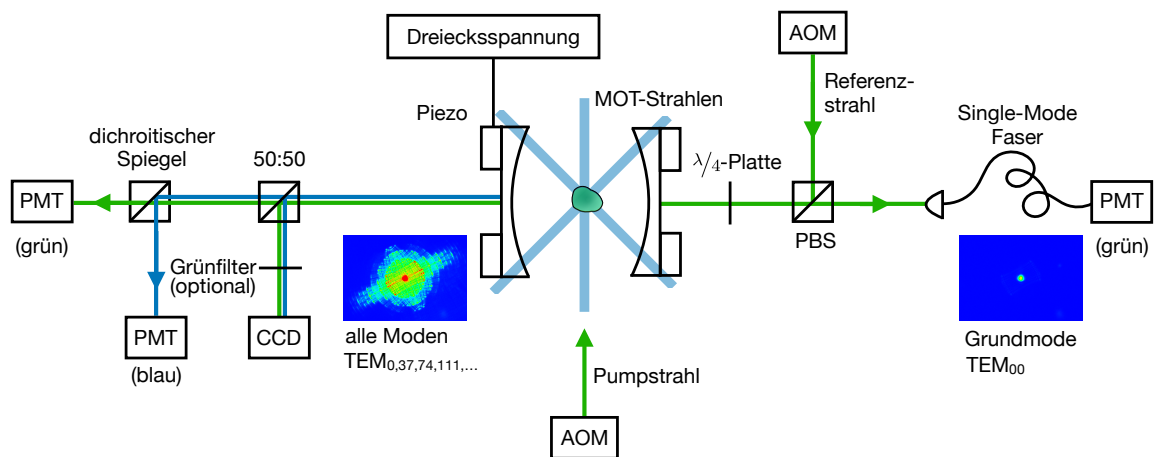 Dreiecksspannung
AOM
Piezo
MOT-Strahlen
Referenz-
strahl
Single-Mode
Faser
dichroitischer
Spiegel
50:50
λ/4-Platte
PMT
(grün)
PBS
PMT
(grün)
Grünfilter
(optional)
PMT
(blau)
CCD
alle Moden
TEM0,37,74,111,...
Pumpstrahl
AOM
Grundmode
TEM00